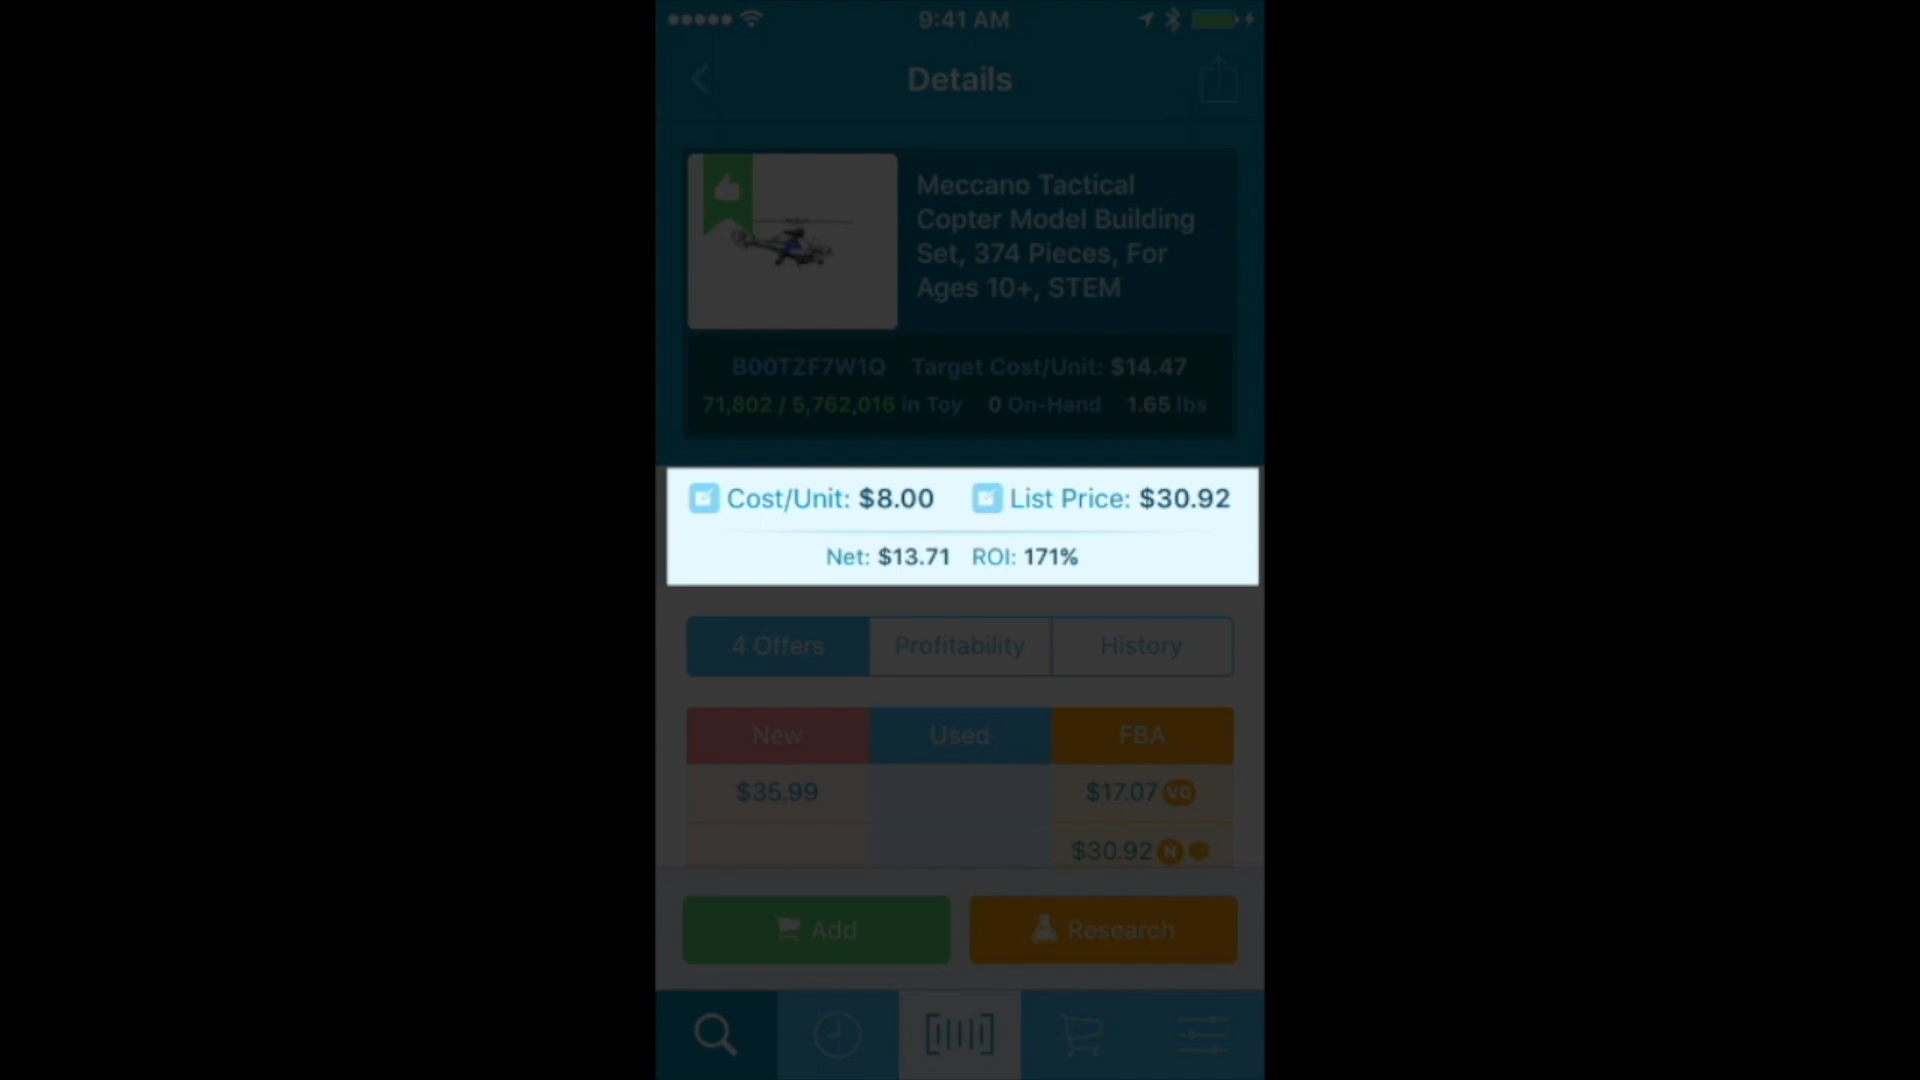 9:41 AM
Details
Meccano Tactical
Copter Model Building
Set, 374 Pieces, For
Ages 10+, STEM
B00TZF7W1Q Target Cost/Unit: $14.47
71,802 / 5,762,016 in Toy 0 On-Hand 1.65 lbs
Cost/Unit: $8.00 List Price: $30.92
Net: $13.71 ROI: 171%
4 Offers Profitability History
New Used FBA
$35.99 $17.07 VG
$30.92 N
Add Research